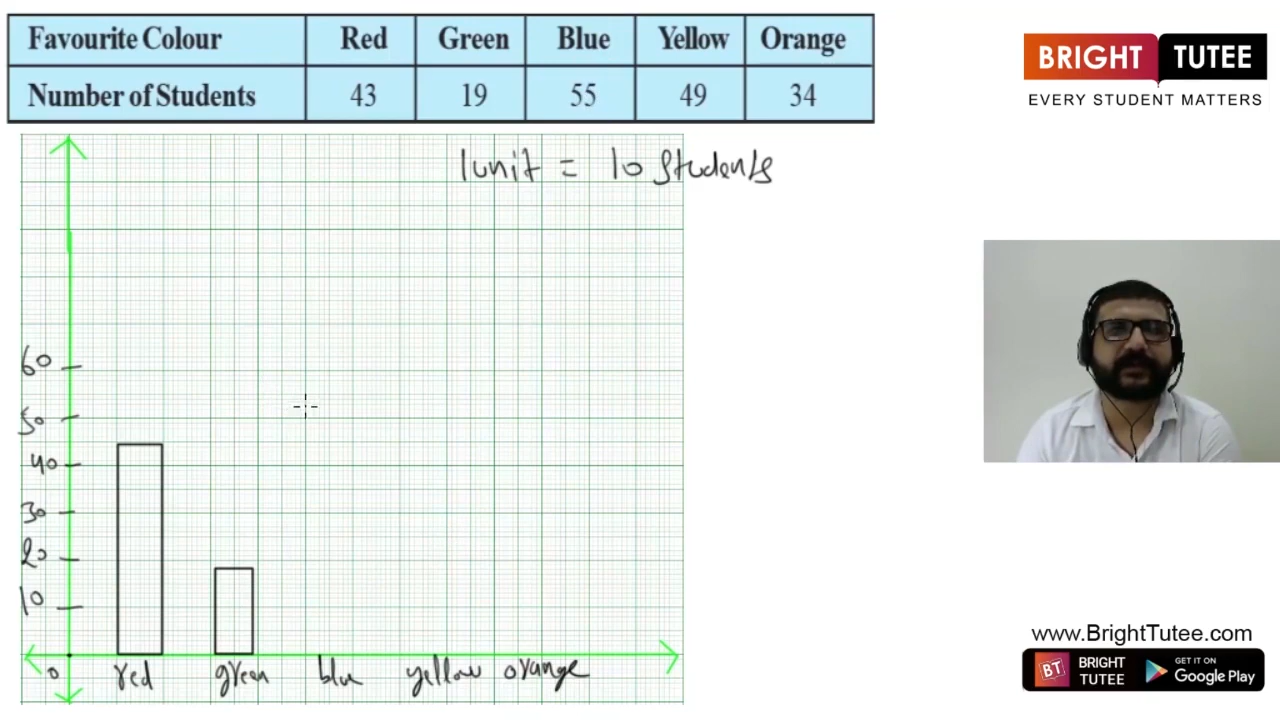 Favourite Colour Red Green Blue Yellow Orange
Number of Students 43 19 55 49 34
BRIGHT TUTEE
EVERY STUDENT MATTERS
1unit = 10 students
60
50
40
30
20
10
0 red green blue yellow orange
www.BrightTutee.com
BT BRIGHT TUTEE GET IT ON Google Play